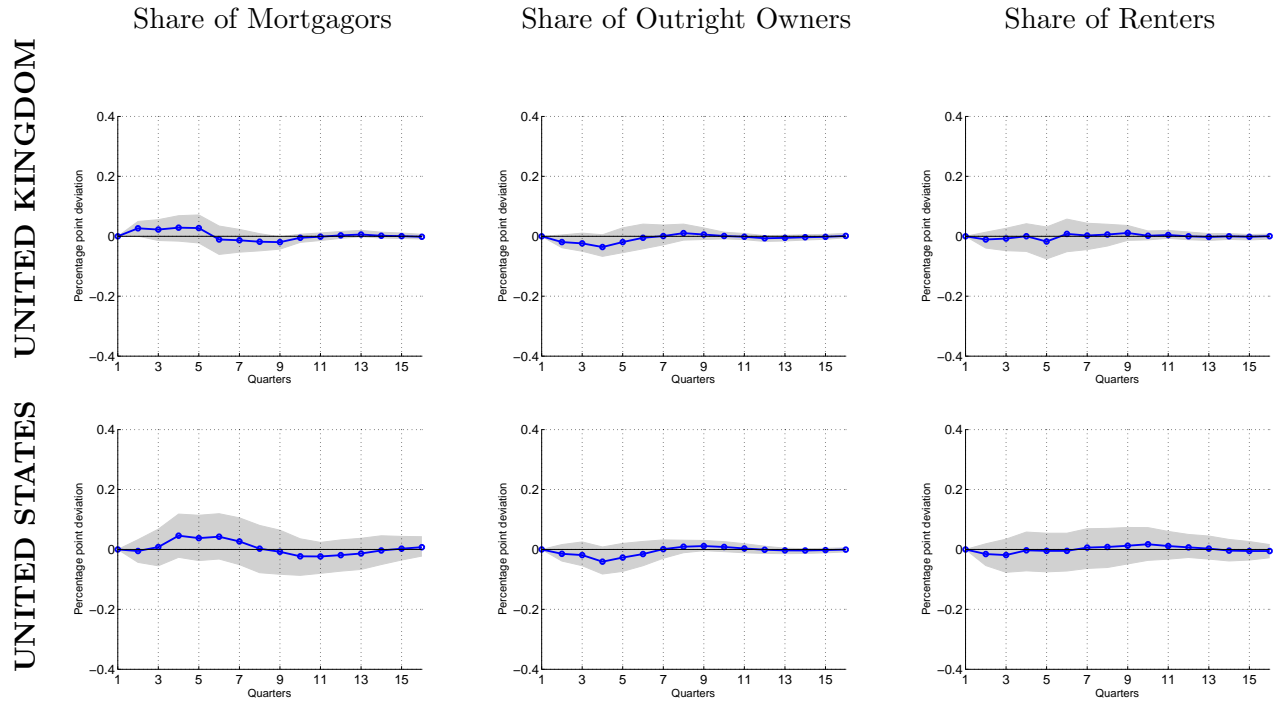 Share of Mortgagors Share of Outright Owners Share of Renters
UNITED KINGDOM
Percentage point deviation
0.4
0.2
0
−0.2
−0.4
1 3 5 7 9 11 13 15
Quarters
Percentage point deviation
0.4
0.2
0
−0.2
−0.4
1 3 5 7 9 11 13 15
Quarters
Percentage point deviation
0.4
0.2
0
−0.2
−0.4
1 3 5 7 9 11 13 15
Quarters
UNITED STATES
Percentage point deviation
0.4
0.2
0
−0.2
−0.4
1 3 5 7 9 11 13 15
Quarters
Percentage point deviation
0.4
0.2
0
−0.2
−0.4
1 3 5 7 9 11 13 15
Quarters
Percentage point deviation
0.4
0.2
0
−0.2
−0.4
1 3 5 7 9 11 13 15
Quarters